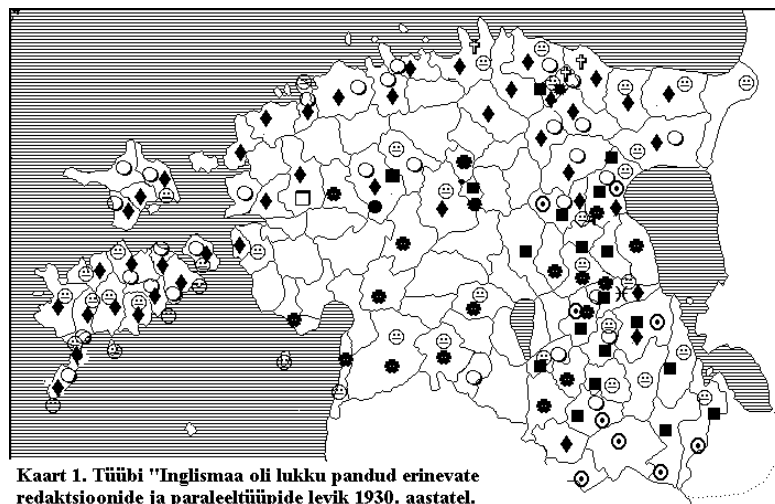 Kaart 1. Tüübi "Inglismaa oli lukku pandud erinevate
redaktsioonide ja paralleeltüüpide levik 1930. aastatel.